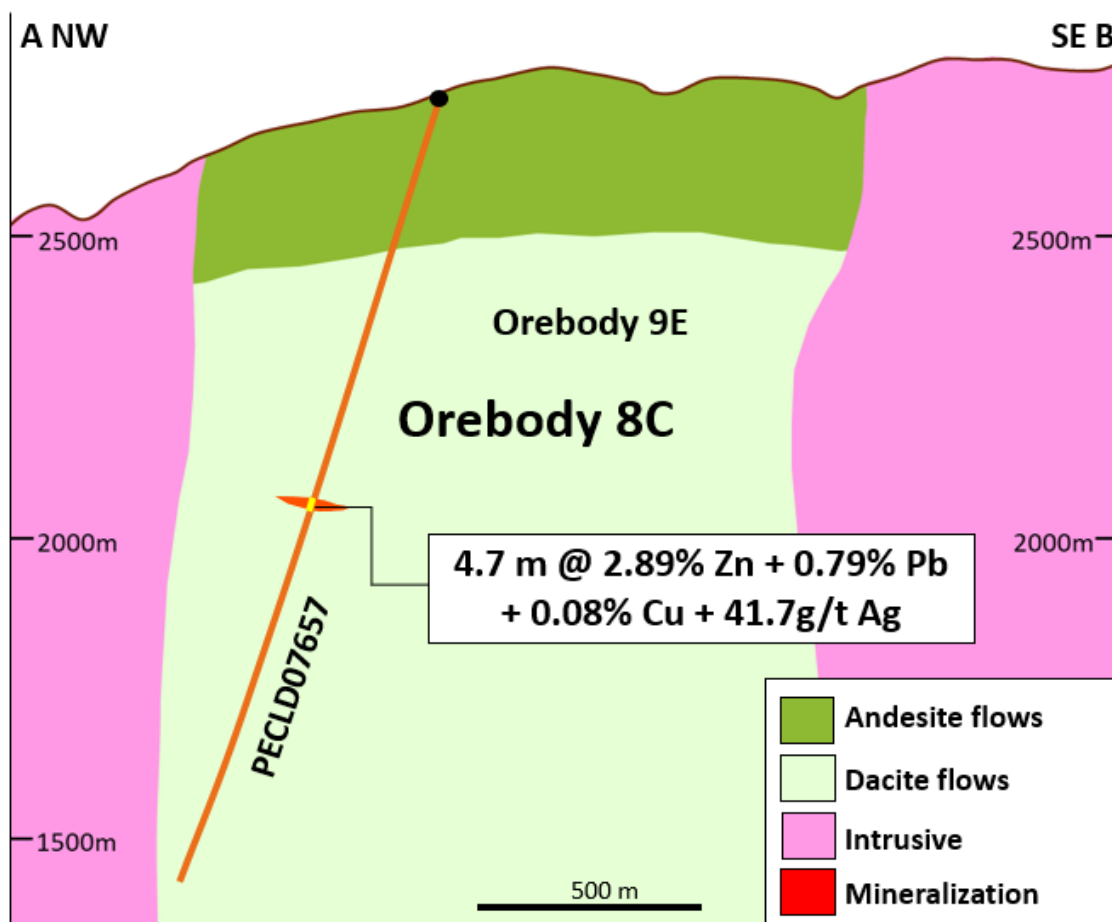 A NW
SE B
2500m
2500m
Orebody 9E
Orebody 8C
2000m
2000m
4.7 m @ 2.89% Zn + 0.79% Pb
+ 0.08% Cu + 41.7g/t Ag
PECLD07657
1500m
Andesite flows
Dacite flows
Intrusive
Mineralization
500 m